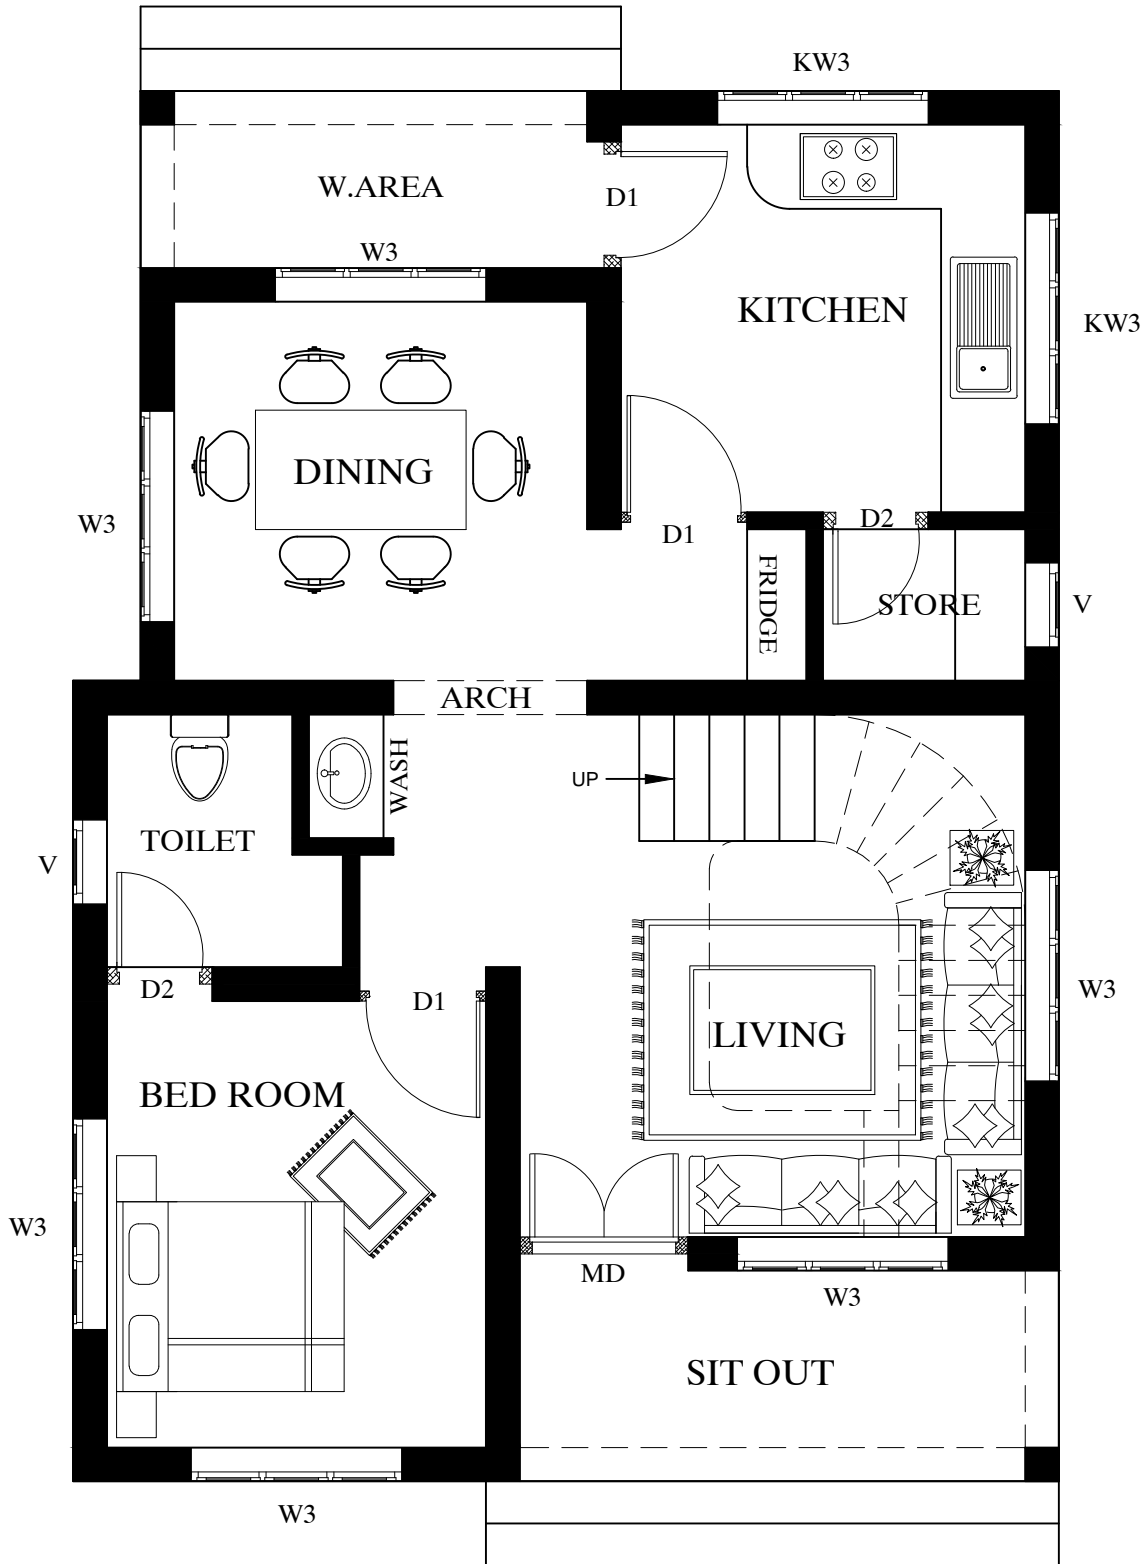 KW3
W.AREA
D1
W3
KITCHEN
KW3
DINING
W3
D1
D2
FRIDGE
STORE
V
ARCH
WASH
UP
TOILET
V
D2
D1
W3
LIVING
BED ROOM
W3
MD
W3
SIT OUT
W3